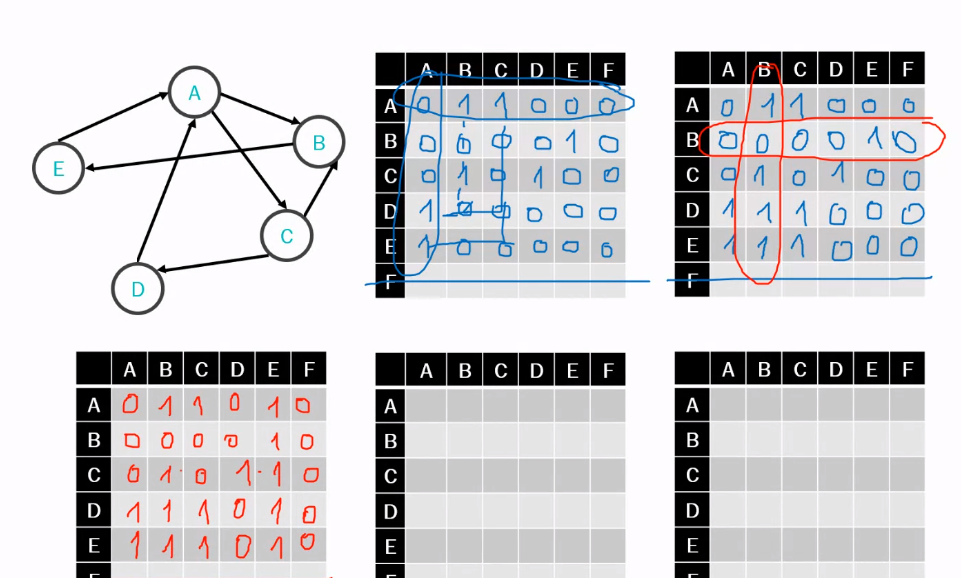 A
B
E
C
D
A B C D E F
A 0 1 1 0 0 0
B 0 0 0 0 1 0
C 0 1 0 1 0 0
D 1 0 0 0 0 0
E 1 0 0 0 0 0
F
A B C D E F
A 0 1 1 0 0 0
B 0 0 0 0 1 0
C 0 1 0 1 0 0
D 1 1 1 0 0 0
E 1 1 1 0 0 0
F
A B C D E F
A 0 1 1 0 1 0
B 0 0 0 0 1 0
C 0 1 0 1 1 0
D 1 1 1 0 1 0
E 1 1 1 0 1 0
A B C D E F
A
B
C
D
E
A B C D E F
A
B
C
D
E